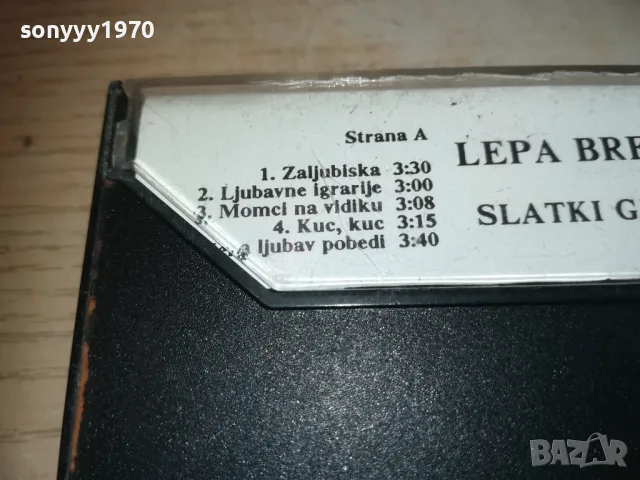 sonyyy1970
Strana A
1. Zaljubiska 3:30
2. Ljubavne igrarije 3:00
3. Momci na vidiku 3:08
4. Kuc, kuc 3:15
ljubav pobedi 3:40
LEPA BRE
SLATKI G
BAZAR